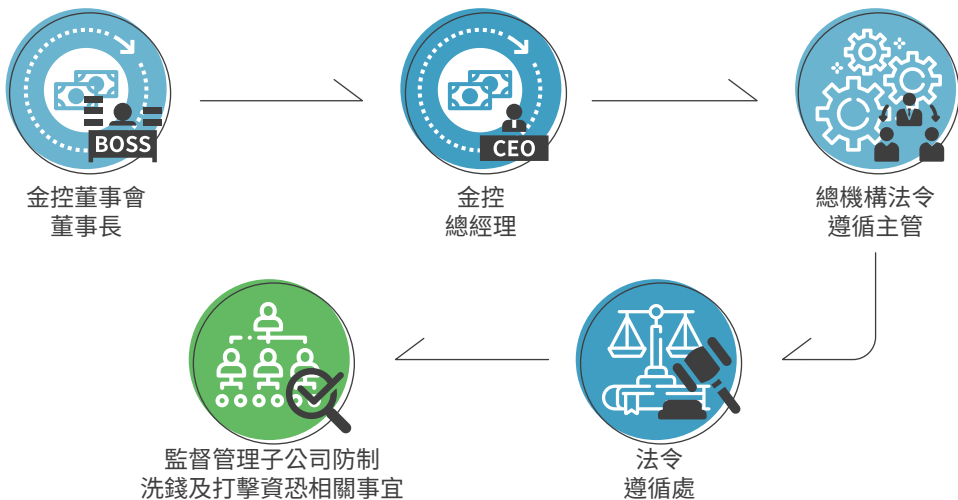 BOSS
金控董事會
董事長
CEO
金控
總經理
總機構法令
遵循主管
法令
遵循處
監督管理子公司防制
洗錢及打擊資恐相關事宜